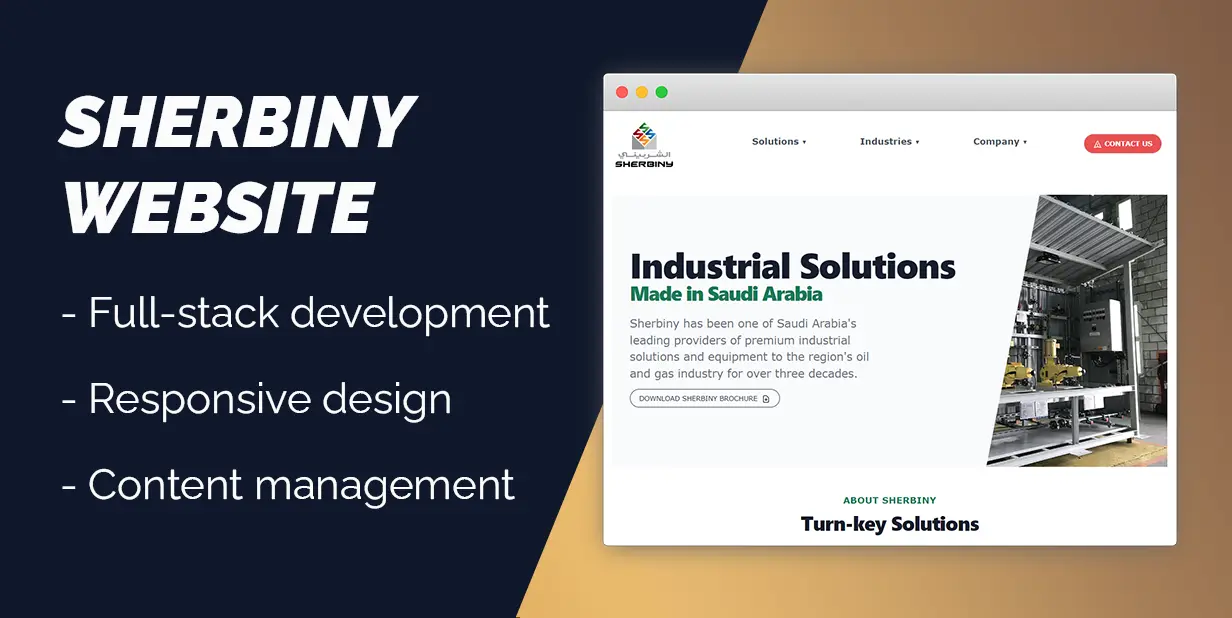 SHERBINY
WEBSITE
- Full-stack development
- Responsive design
- Content management
الشربيني
SHERBINY
Solutions ▾
Industries ▾
Company ▾
CONTACT US
Industrial Solutions
Made in Saudi Arabia
Sherbiny has been one of Saudi Arabia's
leading providers of premium industrial
solutions and equipment to the region's oil
and gas industry for over three decades.
DOWNLOAD SHERBINY BROCHURE
ABOUT SHERBINY
Turn-key Solutions